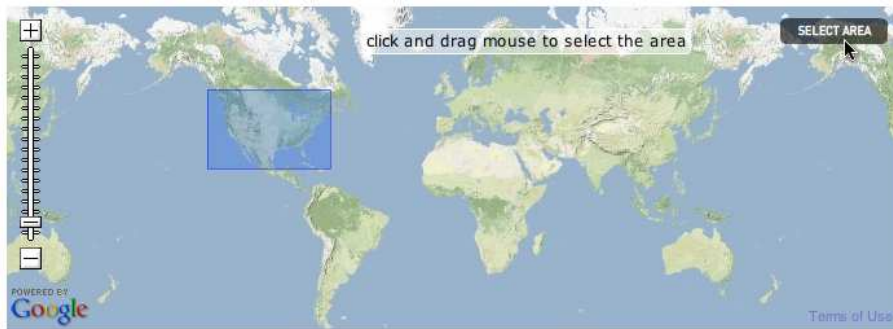 click and drag mouse to select the area
SELECT AREA
POWERED BY
Google
Terms of Use